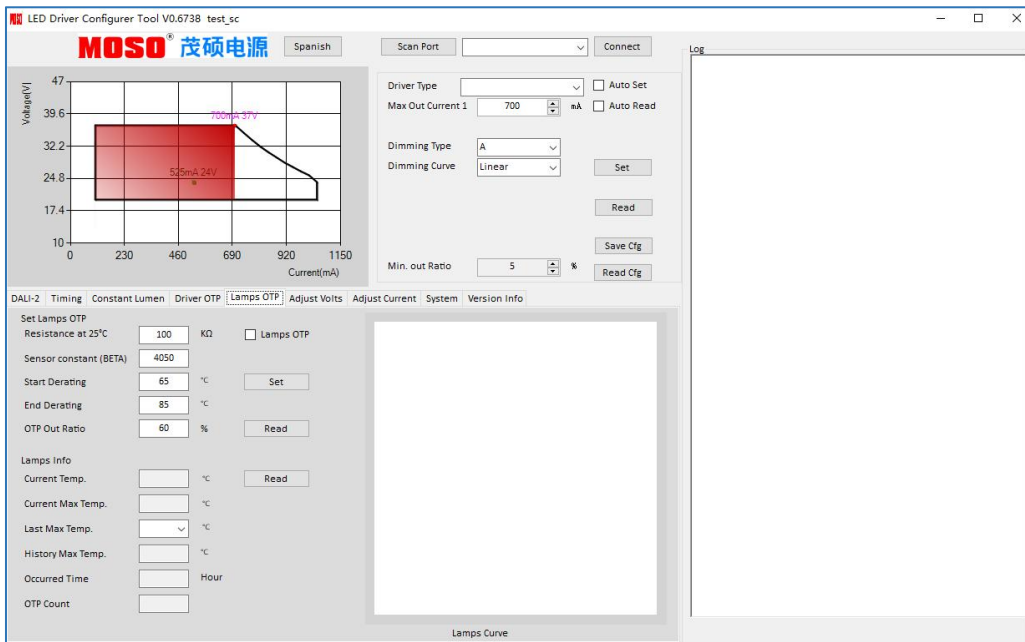 LED Driver Configurer Tool V0.6738 test_sc
MOSO® 茂硕电源
Spanish
Scan Port
Connect
Log
Voltage[V]
47
39.6
32.2
24.8
17.4
10
700mA 37V
525mA 24V
0 230 460 690 920 1150
Current(mA)
Driver Type
Auto Set
Max Out Current 1 700 mA
Auto Read
Dimming Type A
Dimming Curve Linear
Set
Read
Save Cfg
Min. out Ratio 5 %
Read Cfg
DALI-2 Timing Constant Lumen Driver OTP Lamps OTP Adjust Volts Adjust Current System Version Info
Set Lamps OTP
Resistance at 25°C 100 KΩ Lamps OTP
Sensor constant (BETA) 4050
Start Derating 65 °C Set
End Derating 85 °C
OTP Out Ratio 60 % Read
Lamps Info
Current Temp. °C Read
Current Max Temp. °C
Last Max Temp. °C
History Max Temp. °C
Occurred Time Hour
OTP Count
Lamps Curve